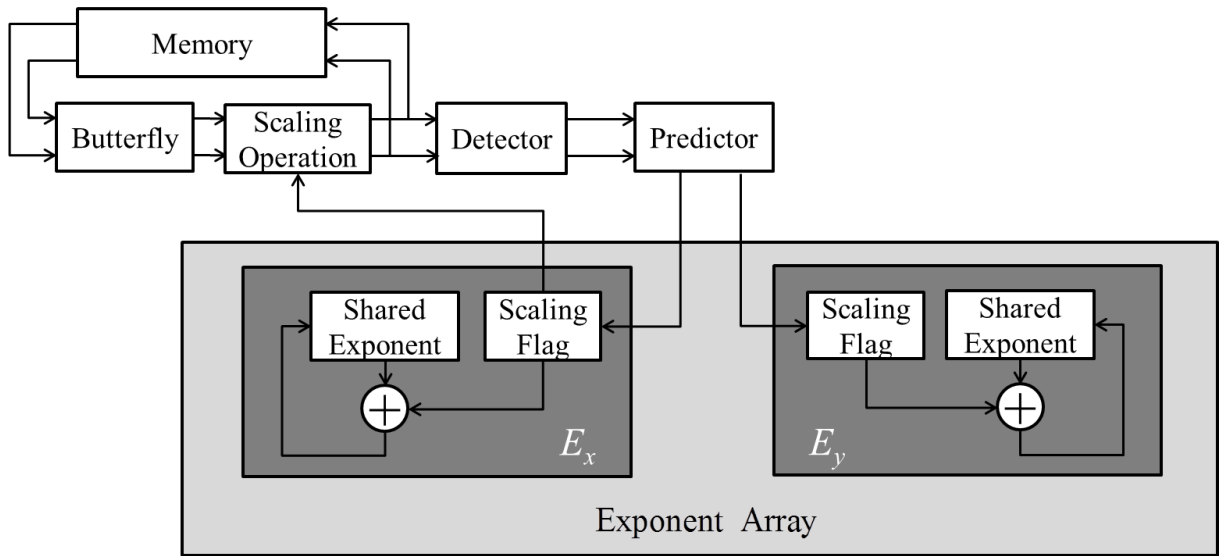 Memory
Butterfly
Scaling
Operation
Detector
Predictor
Shared
Exponent
Scaling
Flag
E_x
Scaling
Flag
Shared
Exponent
E_y
Exponent Array